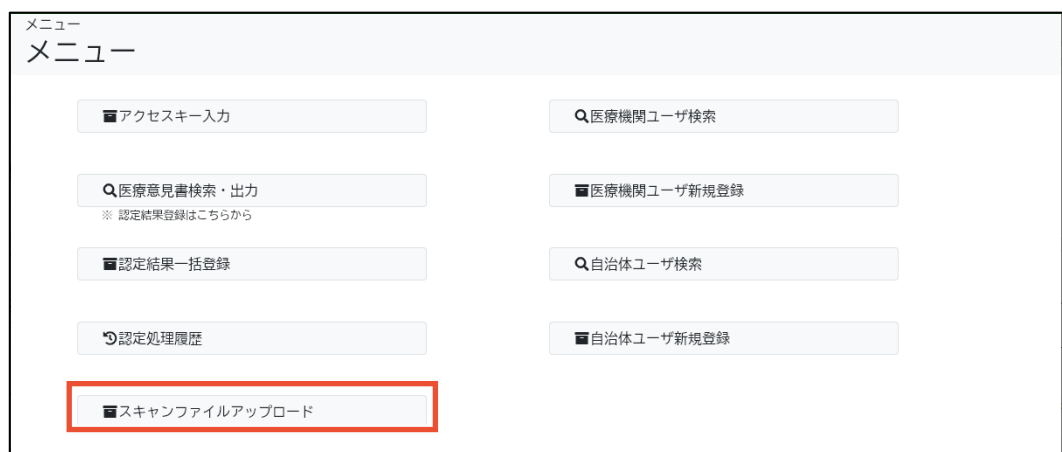 メニュー
メニュー
アクセスキー入力
医療機関ユーザ検索
医療意見書検索・出力
※ 認定結果登録はこちらから
医療機関ユーザ新規登録
認定結果一括登録
自治体ユーザ検索
認定処理履歴
自治体ユーザ新規登録
スキャンファイルアップロード